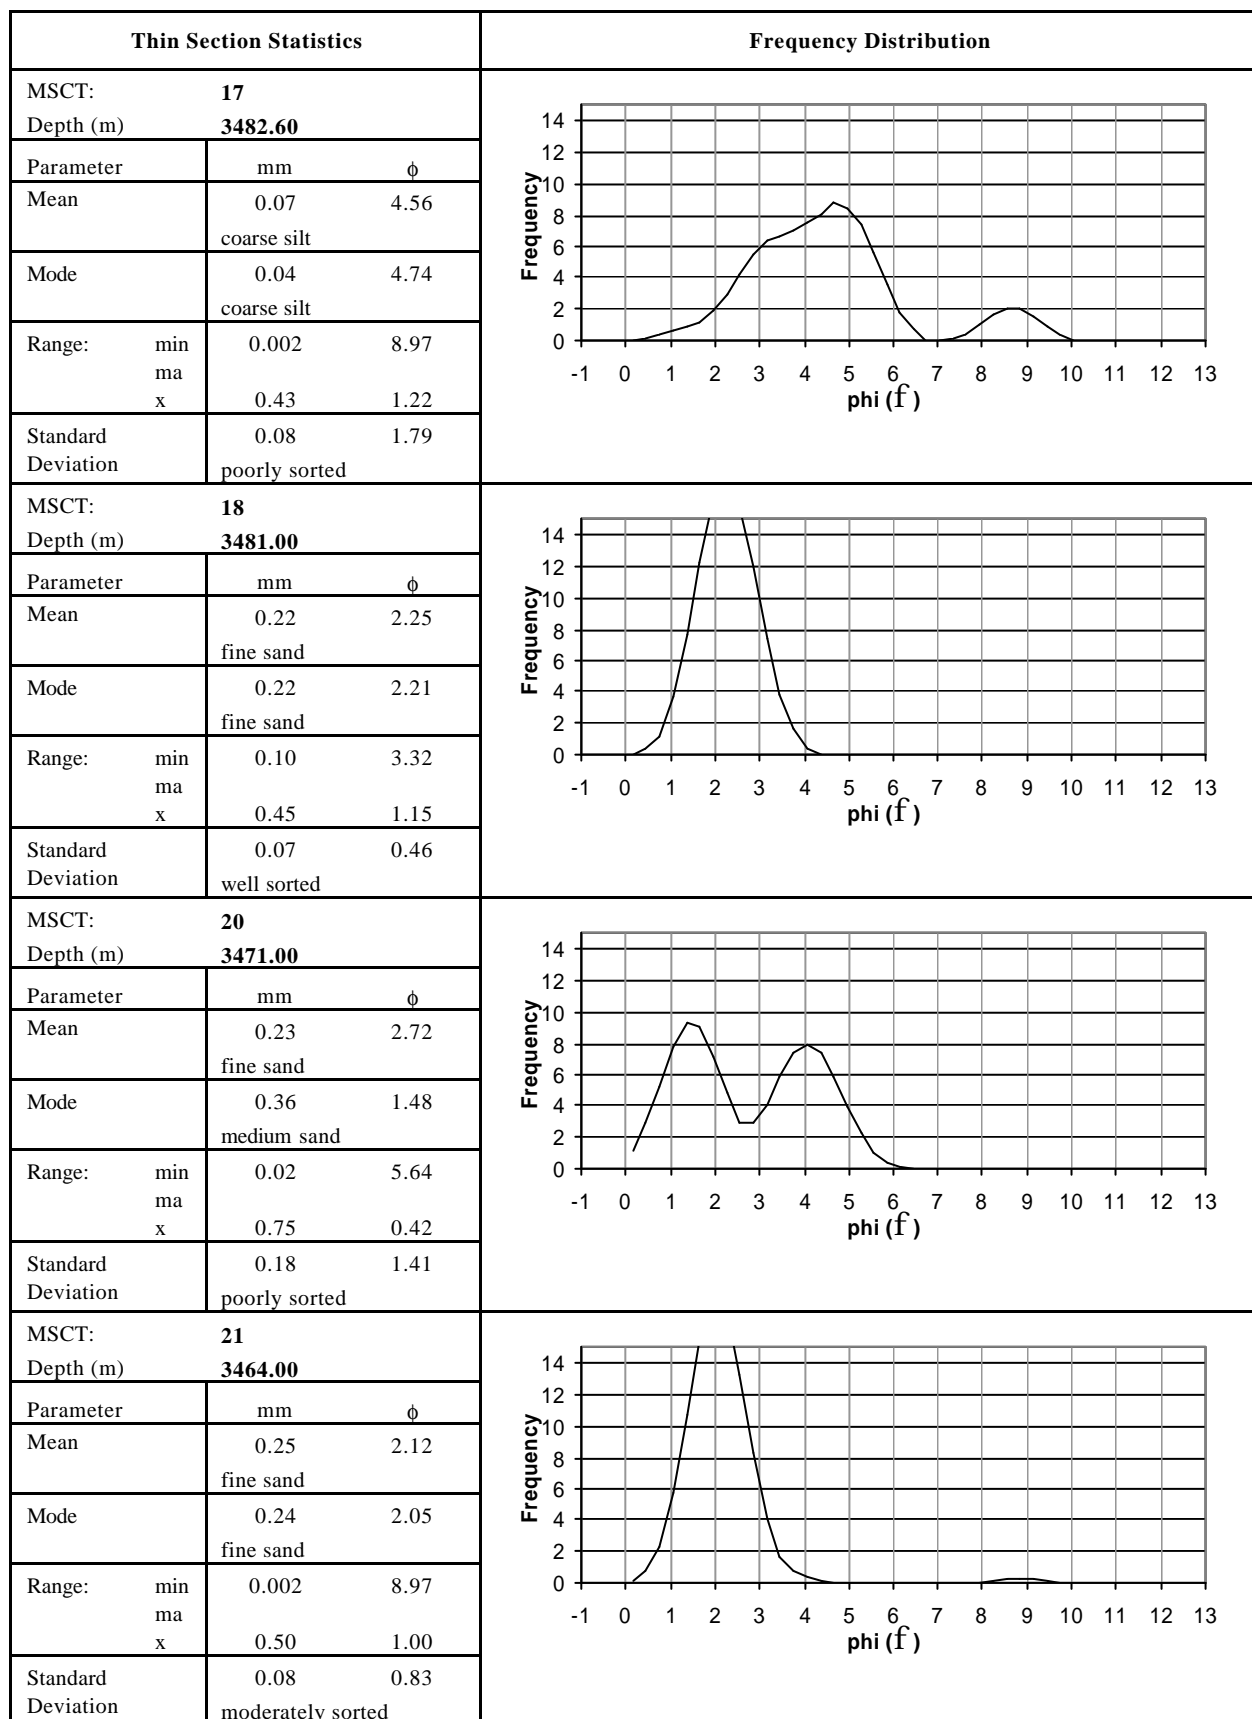 Thin Section Statistics
Frequency Distribution
MSCT: 17
Depth (m) 3482.60
Parameter mm ϕ
Mean 0.07 4.56
coarse silt
Mode 0.04 4.74
coarse silt
Range: min 0.002 8.97
ma
x 0.43 1.22
Standard 0.08 1.79
Deviation poorly sorted
Frequency
14
12
10
8
6
4
2
0
-1 0 1 2 3 4 5 6 7 8 9 10 11 12 13
phi (f )
MSCT: 18
Depth (m) 3481.00
Parameter mm ϕ
Mean 0.22 2.25
fine sand
Mode 0.22 2.21
fine sand
Range: min 0.10 3.32
ma
x 0.45 1.15
Standard 0.07 0.46
Deviation well sorted
Frequency
14
12
10
8
6
4
2
0
-1 0 1 2 3 4 5 6 7 8 9 10 11 12 13
phi (f )
MSCT: 20
Depth (m) 3471.00
Parameter mm ϕ
Mean 0.23 2.72
fine sand
Mode 0.36 1.48
medium sand
Range: min 0.02 5.64
ma
x 0.75 0.42
Standard 0.18 1.41
Deviation poorly sorted
Frequency
14
12
10
8
6
4
2
0
-1 0 1 2 3 4 5 6 7 8 9 10 11 12 13
phi (f )
MSCT: 21
Depth (m) 3464.00
Parameter mm ϕ
Mean 0.25 2.12
fine sand
Mode 0.24 2.05
fine sand
Range: min 0.002 8.97
ma
x 0.50 1.00
Standard 0.08 0.83
Deviation moderately sorted
Frequency
14
12
10
8
6
4
2
0
-1 0 1 2 3 4 5 6 7 8 9 10 11 12 13
phi (f )